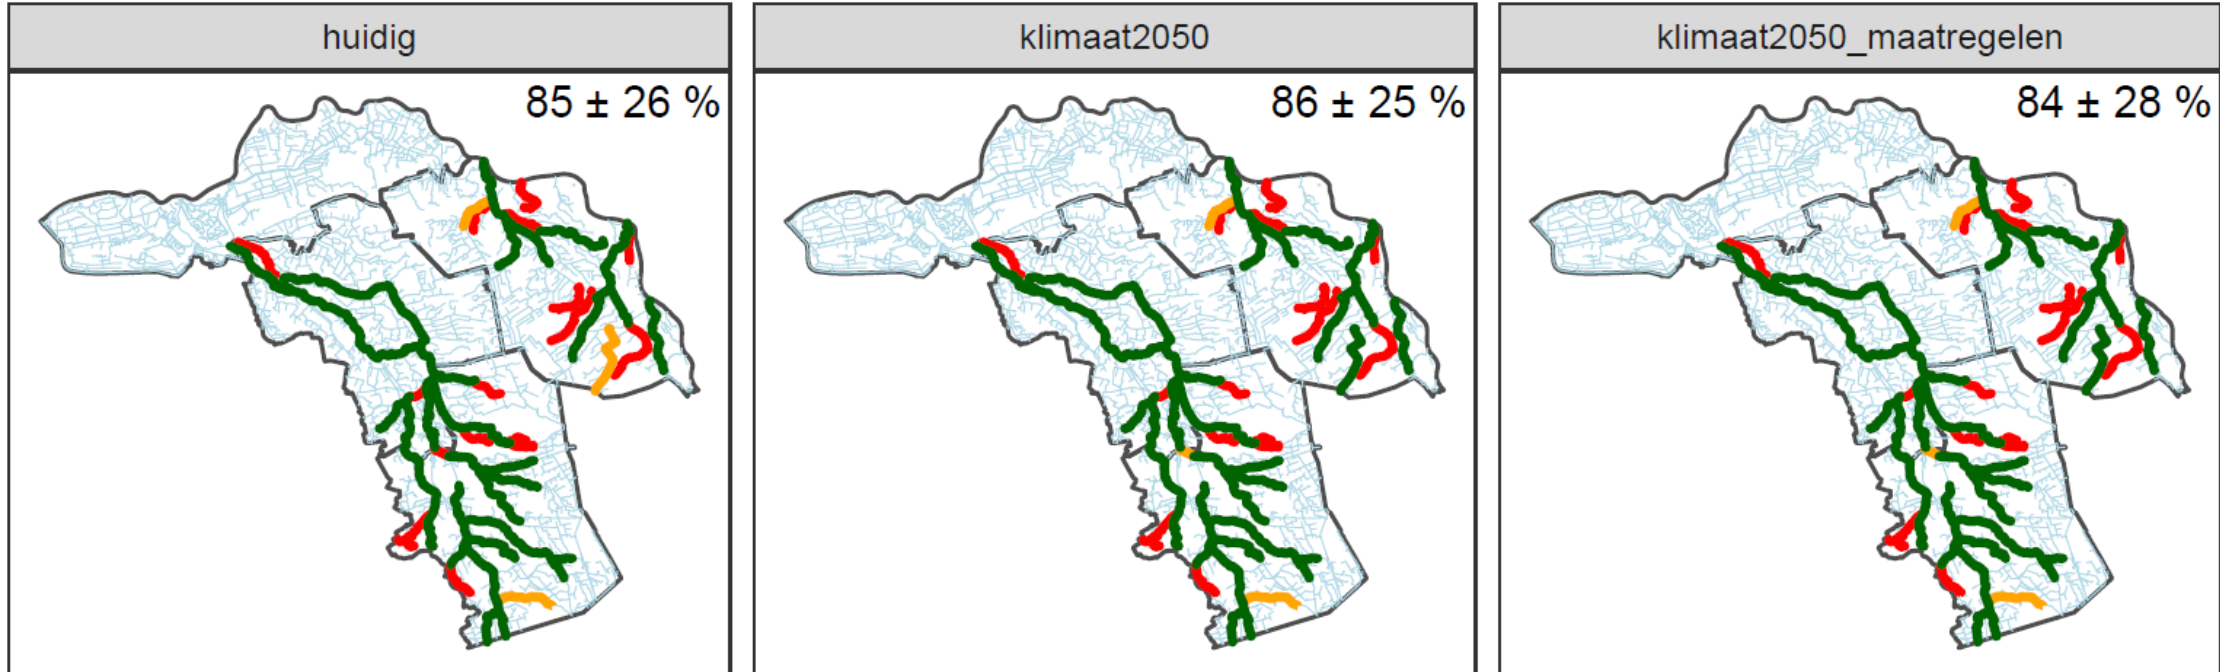 huidig
klimaat2050
klimaat2050_maatregelen
85 ± 26 %
86 ± 25 %
84 ± 28 %